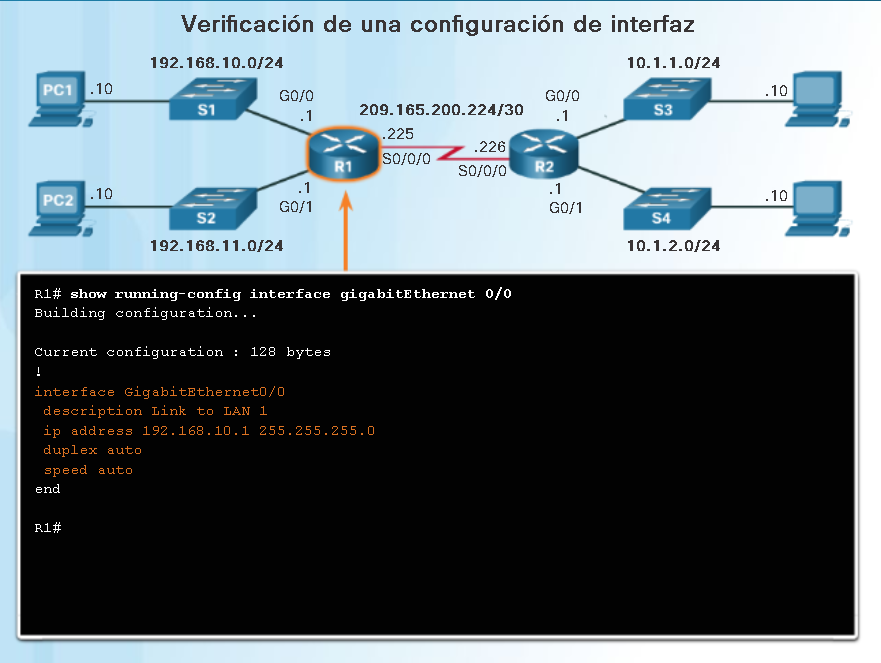 Verificación de una configuración de interfaz
192.168.10.0/24
10.1.1.0/24
PC1
.10
S1
G0/0
.1
209.165.200.224/30
G0/0
.1
S3
.10
.225
R1
S0/0/0
.226
S0/0/0
R2
PC2
.10
S2
.1
G0/1
.1
G0/1
S4
.10
192.168.11.0/24
10.1.2.0/24
R1# show running-config interface gigabitEthernet 0/0
Building configuration...
Current configuration : 128 bytes
!
interface GigabitEthernet0/0
description Link to LAN 1
ip address 192.168.10.1 255.255.255.0
duplex auto
speed auto
end
R1#